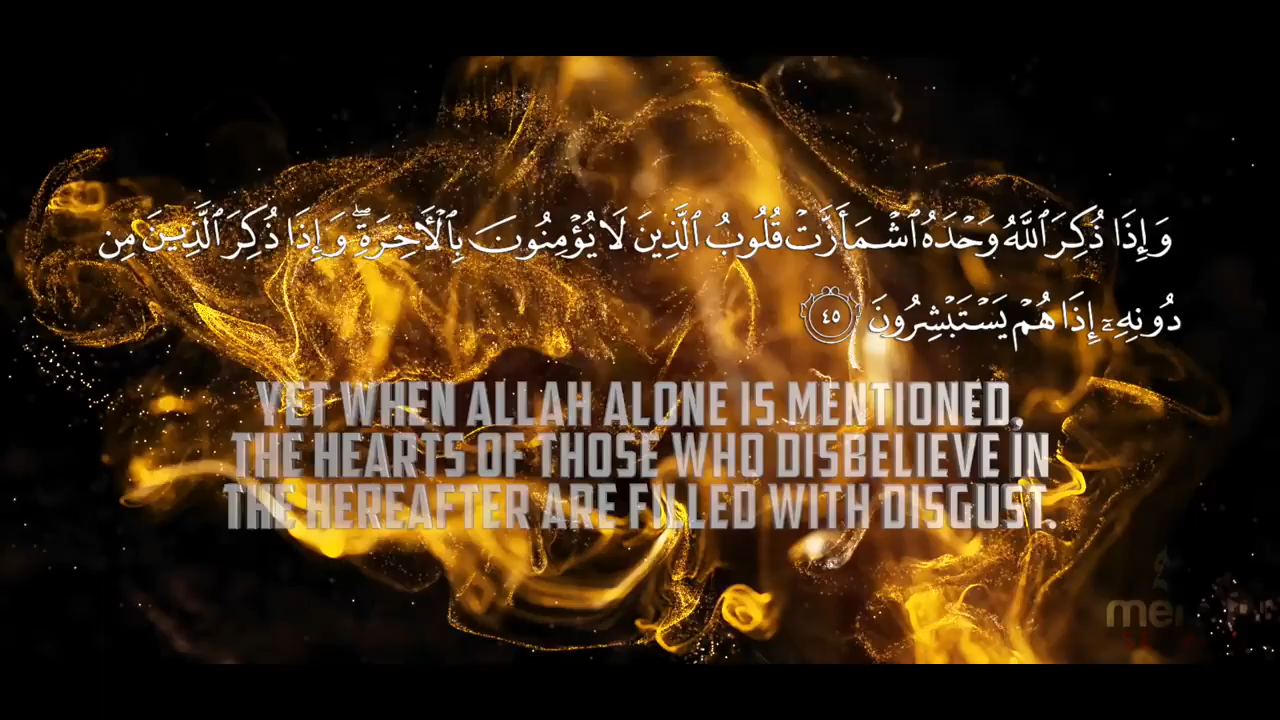 وَإِذَا ذُكِرَ ٱللَّهُ وَحْدَهُ ٱشْمَأَزَّتْ قُلُوبُ ٱلَّذِينَ لَا يُؤْمِنُونَ بِٱلْأَخِرَةِ ۖ وَإِذَا ذُكِرَ ٱلَّذِينَ مِن
دُونِهِۦٓ إِذَا هُمْ يَسْتَبْشِرُونَ ٤٥
YET WHEN ALLAH ALONE IS MENTIONED,
THE HEARTS OF THOSE WHO DISBELIEVE IN
THE HEREAFTER ARE FILLED WITH DISGUST.